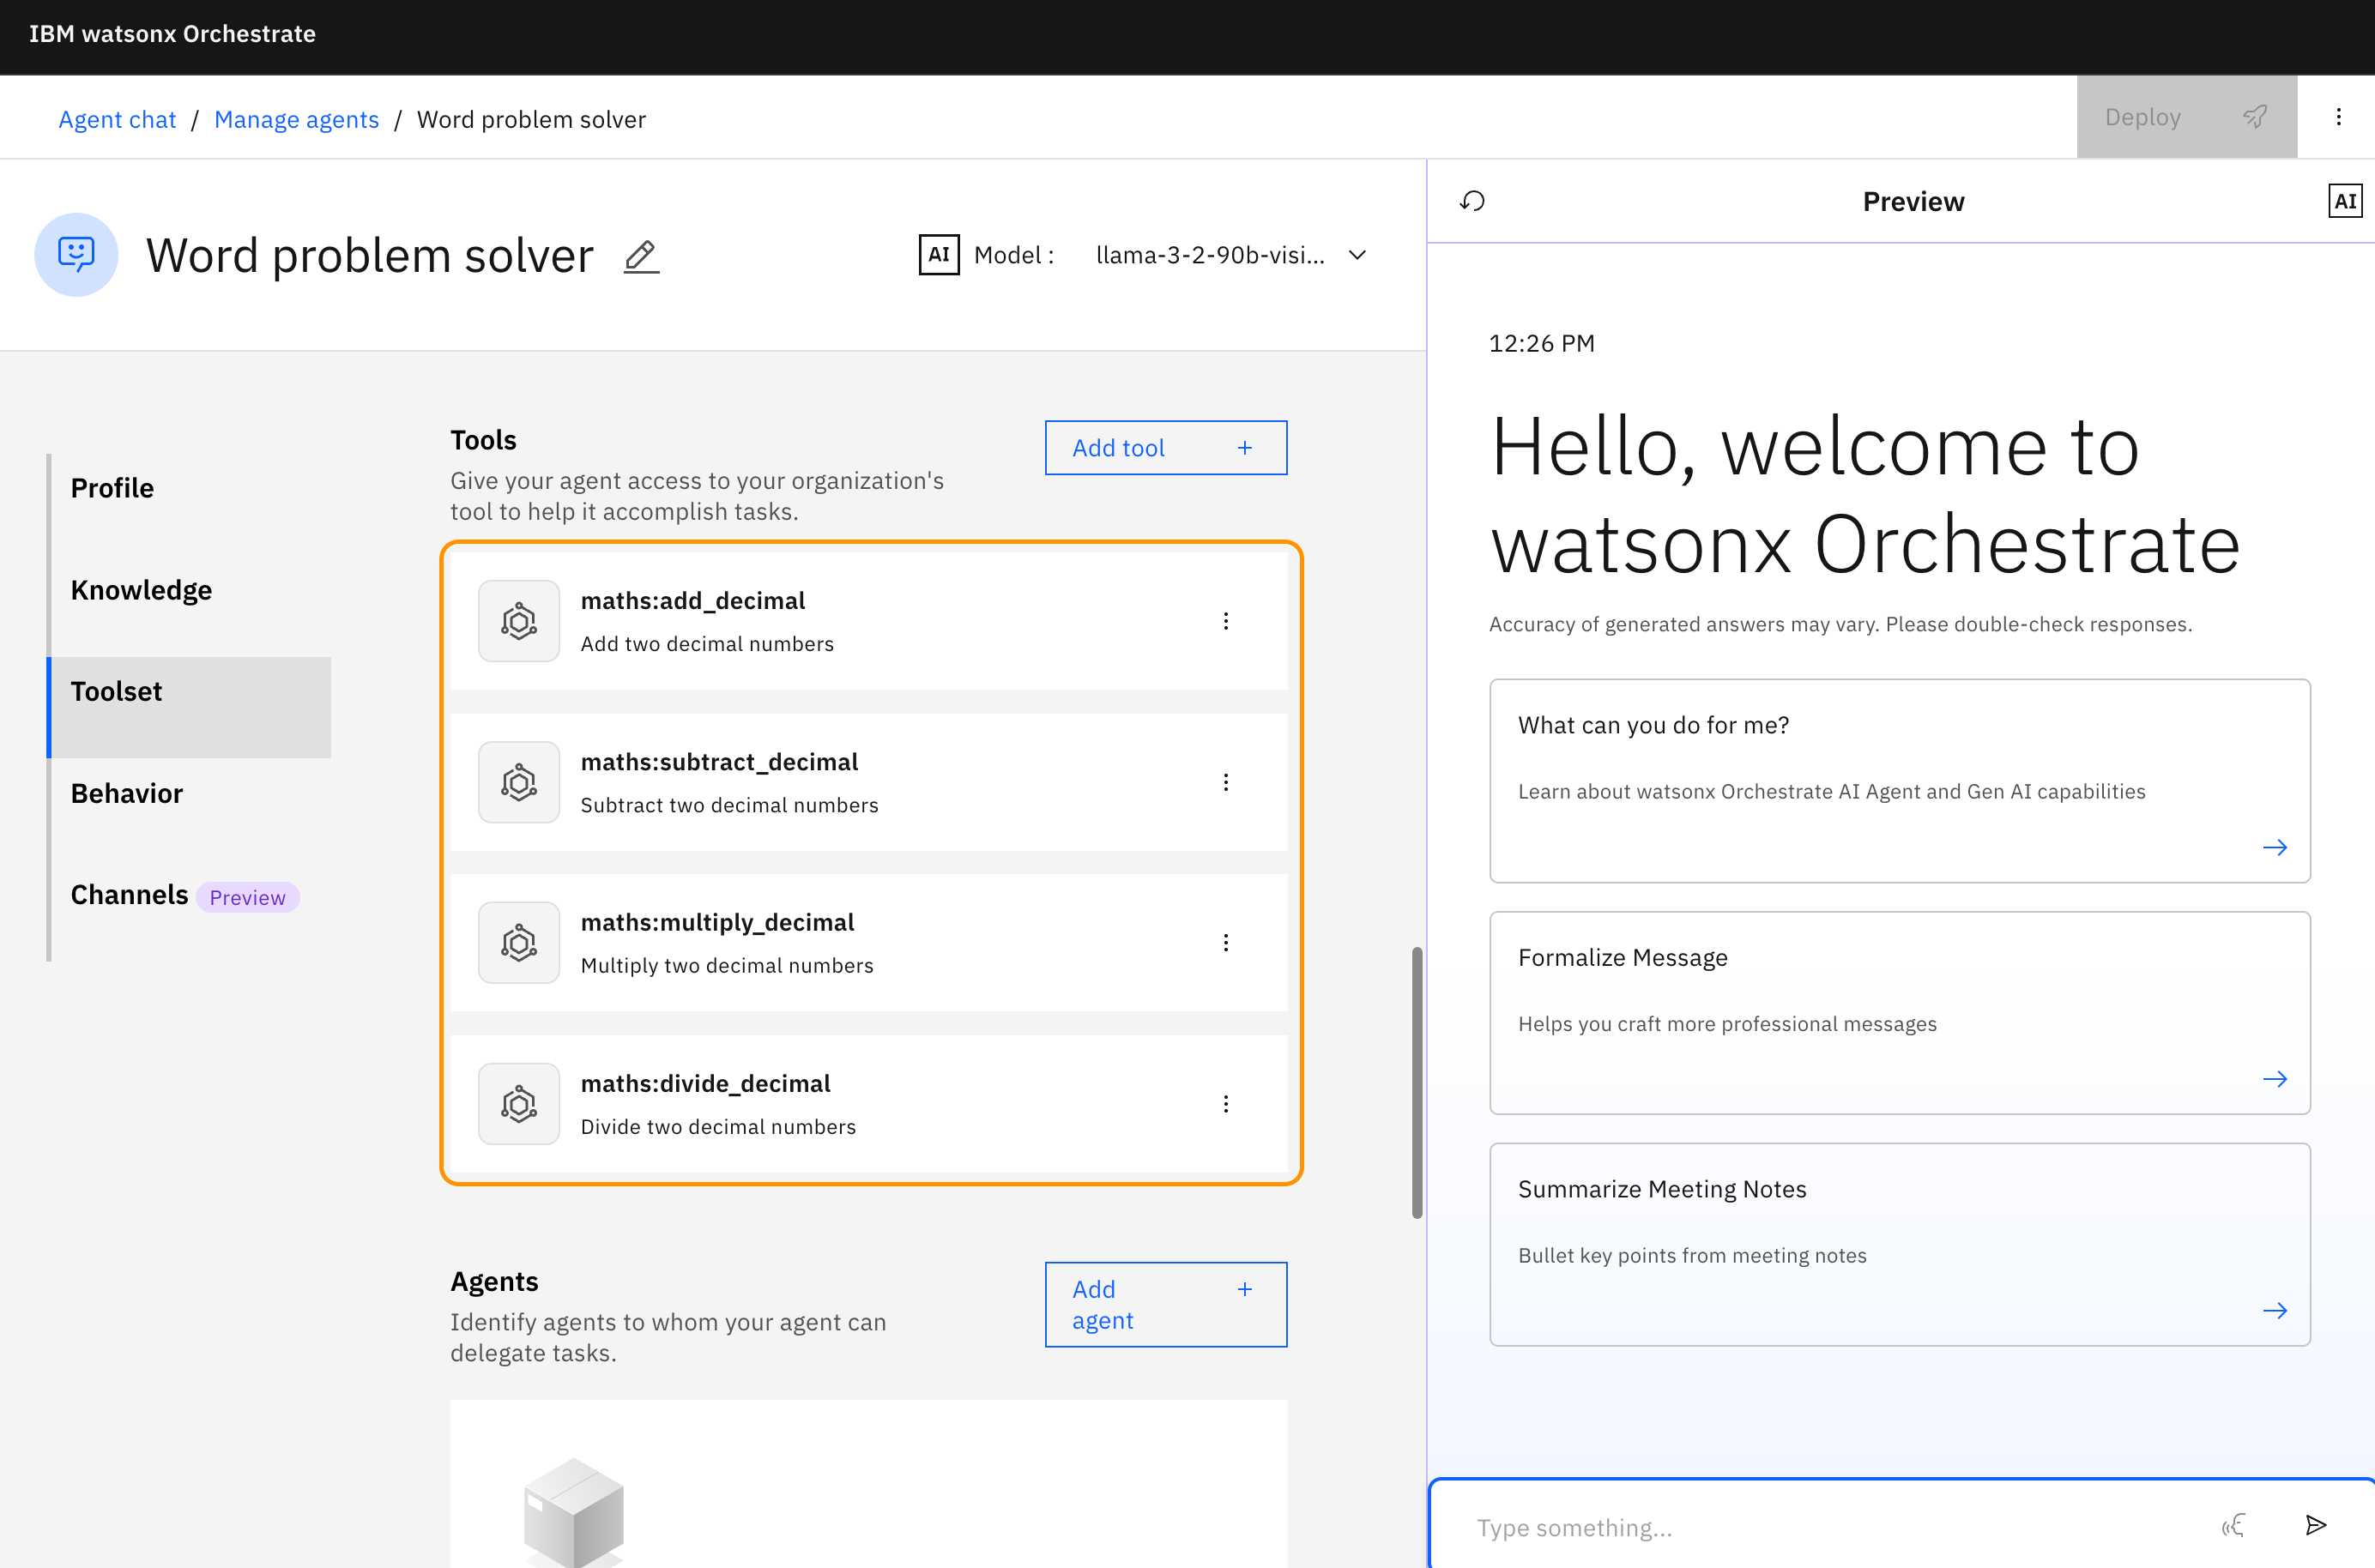 IBM watsonx Orchestrate
Agent chat / Manage agents / Word problem solver
Deploy
Word problem solver
AI Model : llama-3-2-90b-visi...
Profile
Knowledge
Toolset
Behavior
Channels Preview
Tools
Give your agent access to your organization's
tool to help it accomplish tasks.
Add tool +
maths:add_decimal
Add two decimal numbers
maths:subtract_decimal
Subtract two decimal numbers
maths:multiply_decimal
Multiply two decimal numbers
maths:divide_decimal
Divide two decimal numbers
Agents
Identify agents to whom your agent can
delegate tasks.
Add +
agent
Preview
AI
12:26 PM
Hello, welcome to
watsonx Orchestrate
Accuracy of generated answers may vary. Please double-check responses.
What can you do for me?
Learn about watsonx Orchestrate AI Agent and Gen AI capabilities
Formalize Message
Helps you craft more professional messages
Summarize Meeting Notes
Bullet key points from meeting notes
Type something...